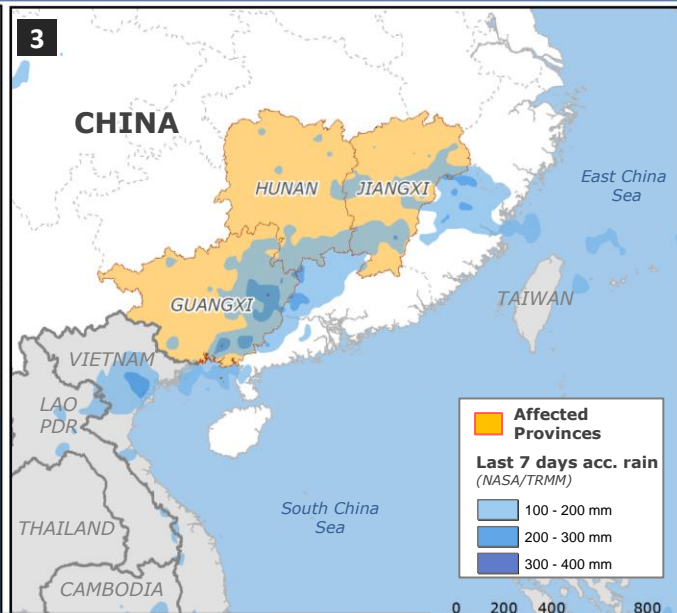 3
CHINA
HUNAN
JIANGXI
East China
Sea
GUANGXI
TAIWAN
VIETNAM
LAO
PDR
Affected
Provinces
Last 7 days acc. rain
(NASA/TRMM)
100 - 200 mm
200 - 300 mm
300 - 400 mm
South China
Sea
THAILAND
CAMBODIA
0 200 400 800